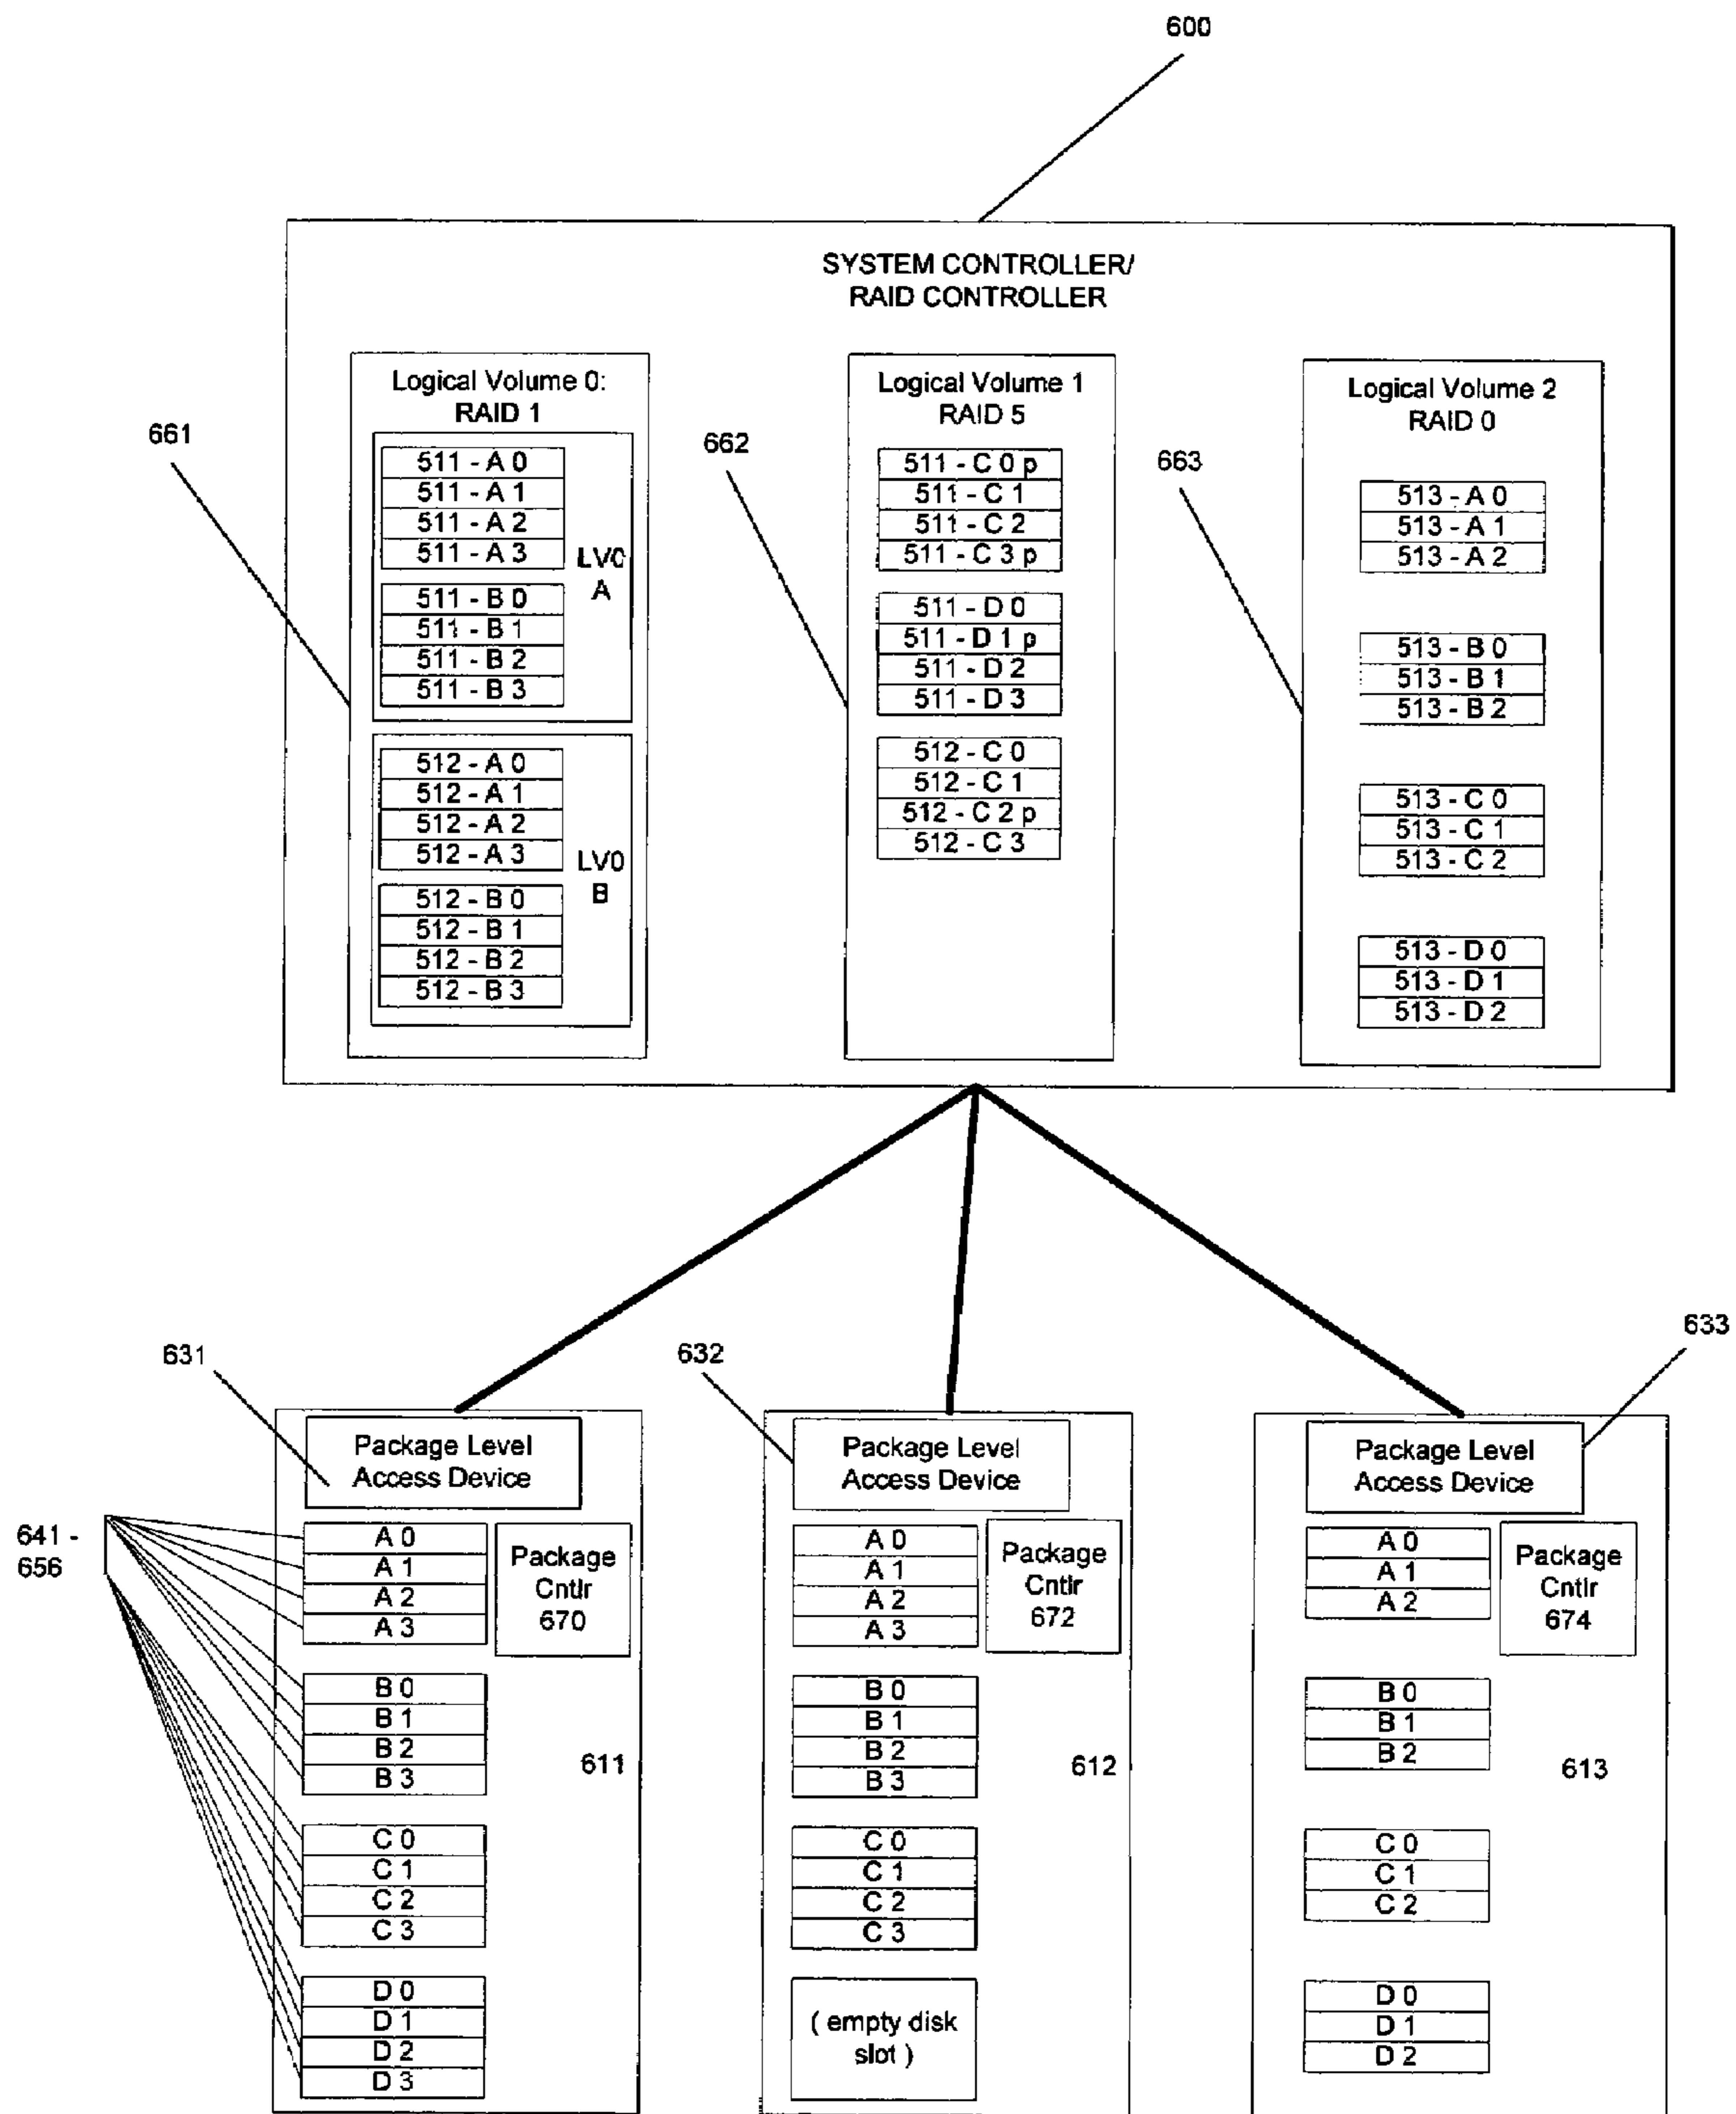 600
SYSTEM CONTROLLER/
RAID CONTROLLER
Logical Volume 0:
RAID 1
661
511 - A 0
511 - A 1
511 - A 2
511 - A 3
LV0
A
511 - B 0
511 - B 1
511 - B 2
511 - B 3
512 - A 0
512 - A 1
512 - A 2
512 - A 3
LV0
B
512 - B 0
512 - B 1
512 - B 2
512 - B 3
Logical Volume 1
RAID 5
662
511 - C 0 p
511 - C 1
511 - C 2
511 - C 3 p
511 - D 0
511 - D 1 p
511 - D 2
511 - D 3
512 - C 0
512 - C 1
512 - C 2 p
512 - C 3
Logical Volume 2
RAID 0
663
513 - A 0
513 - A 1
513 - A 2
513 - B 0
513 - B 1
513 - B 2
513 - C 0
513 - C 1
513 - C 2
513 - D 0
513 - D 1
513 - D 2
631
Package Level
Access Device
641 -
656
A 0
A 1
A 2
A 3
Package
Cntlr
670
B 0
B 1
B 2
B 3
611
C 0
C 1
C 2
C 3
D 0
D 1
D 2
D 3
632
Package Level
Access Device
A 0
A 1
A 2
A 3
Package
Cntlr
672
B 0
B 1
B 2
B 3
612
C 0
C 1
C 2
C 3
( empty disk
slot )
633
Package Level
Access Device
A 0
A 1
A 2
Package
Cntlr
674
B 0
B 1
B 2
613
C 0
C 1
C 2
D 0
D 1
D 2